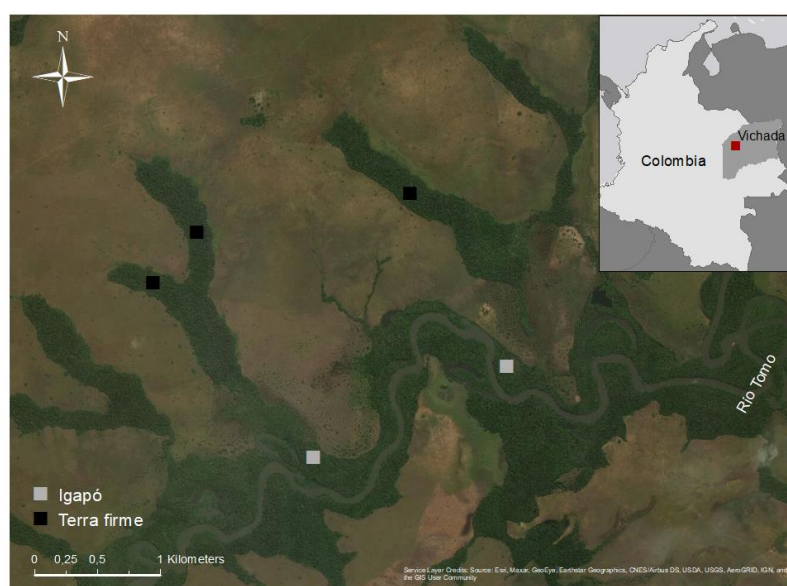 N
Vichada
Colombia
Río Tomo
Igapó
Terra firme
0 0,25 0,5 1 Kilometers
Service Layer Credits: Source: Esri, Maxar, GeoEye, Earthstar Geographics, CNES/Airbus DS, USDA, USGS, AeroGRID, IGN, and
the GIS User Community